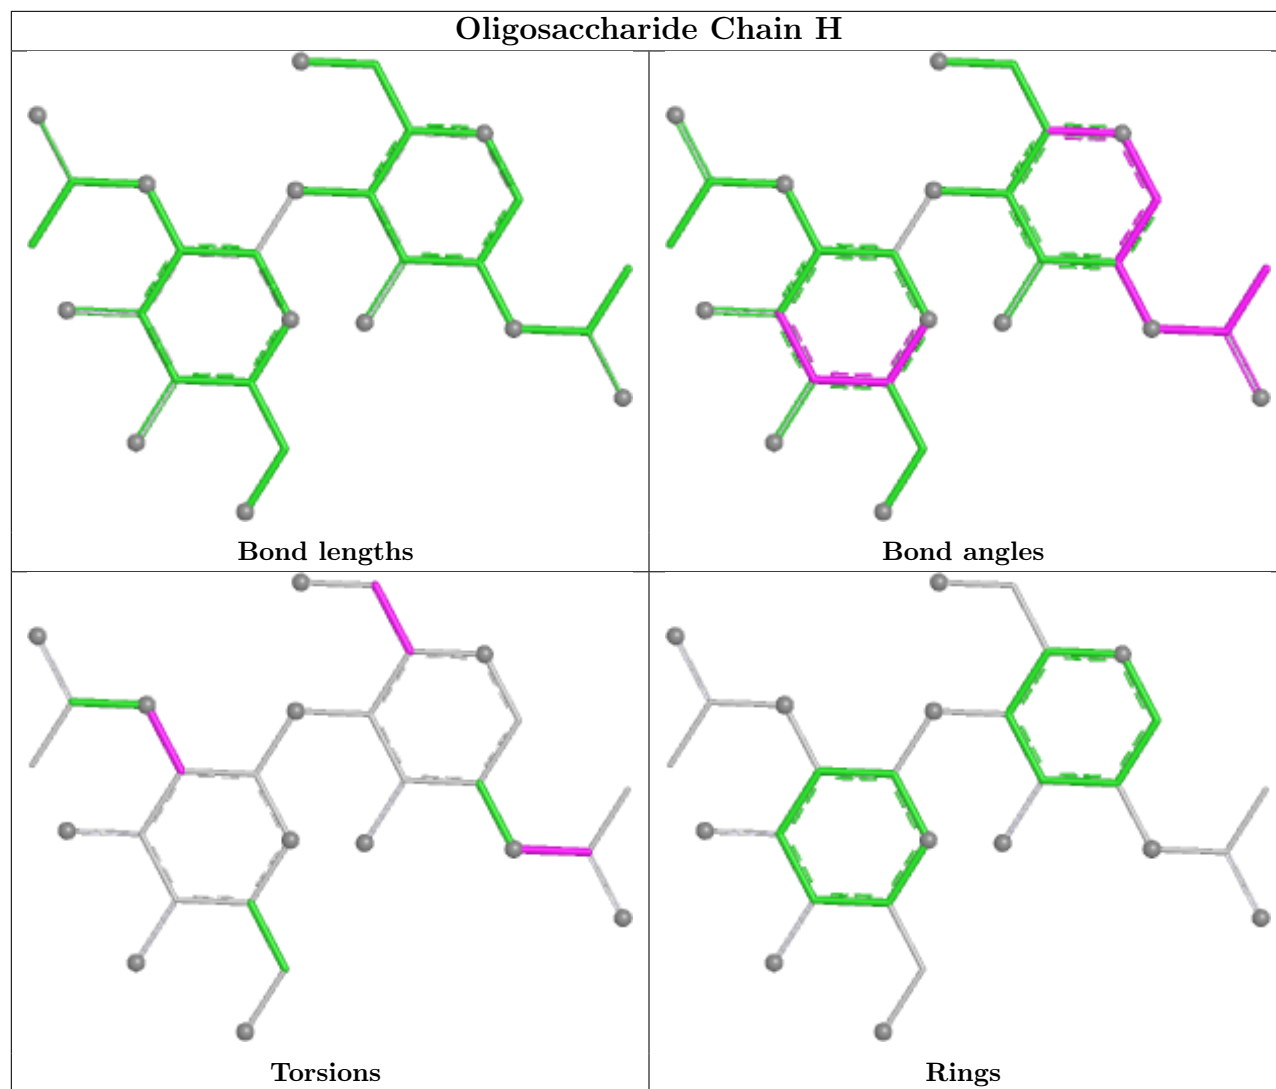 Oligosaccharide Chain H
Bond lengths
Bond angles
Torsions
Rings